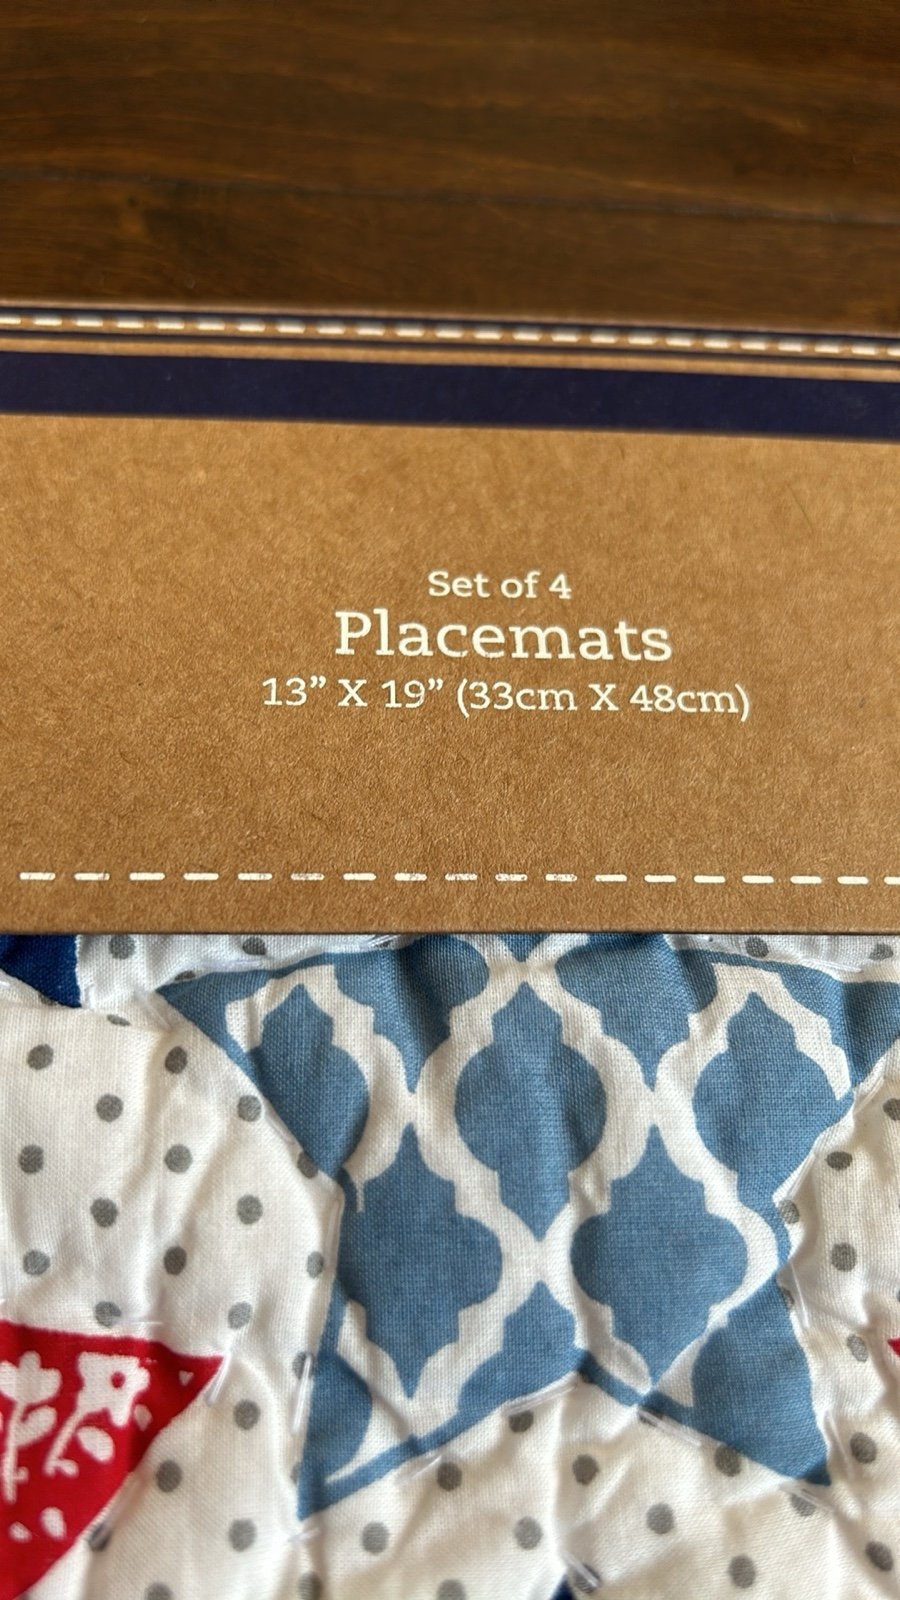 Set of 4
Placemats
13” X 19” (33cm X 48cm)